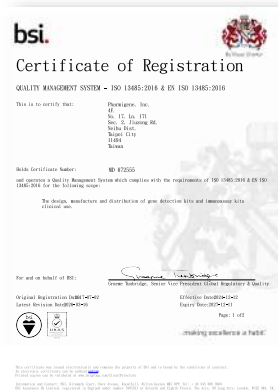 bsi.
By Royal Charter
Certificate of Registration
QUALITY MANAGEMENT SYSTEM - ISO 13485:2016 & EN ISO 13485:2016
This is to certify that:
Pharmigene, Inc.
4F.
No. 17, Ln. 171
Sec. 2, Jiuzong Rd.
Neihu Dist.
Taipei City
11494
Taiwan
Holds Certificate Number:
MD 072555
and operates a Quality Management System which complies with the requirements of ISO 13485:2016 & EN ISO
13485:2016 for the following scope:
The design, manufacture and distribution of gene detection kits and immunoassay kits
clinical use.
For and on behalf of BSI:
Graeme Tunbridge, Senior Vice President Global Regulatory & Quality
Original Registration Date:
Effective Date:
Latest Revision Date:
Expiry Date:
Page: 1 of
...making excellence a habit.